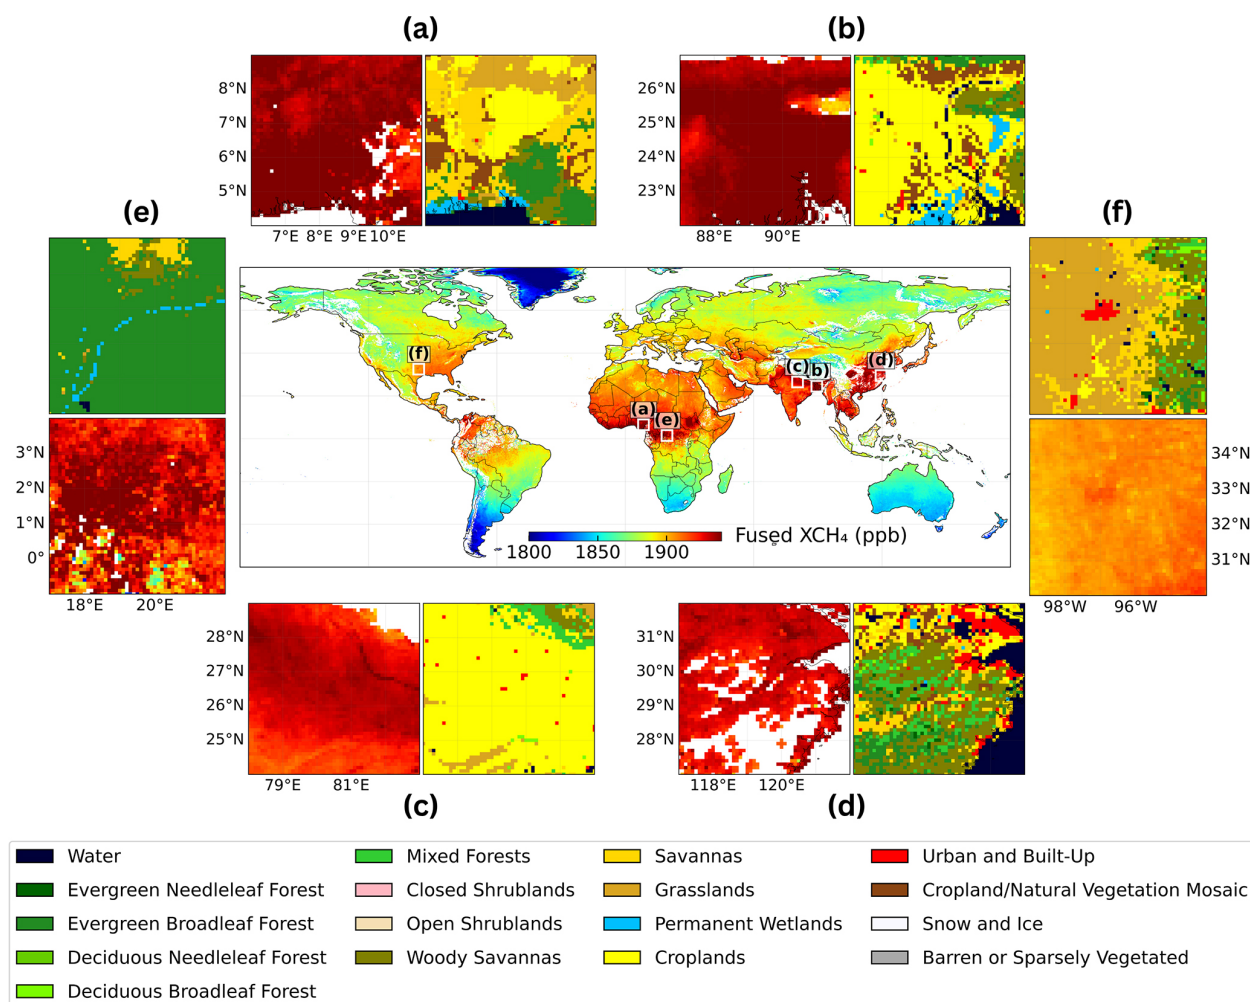 (a)
(b)
8°N
7°N
6°N
5°N
7°E 8°E 9°E 10°E
26°N
25°N
24°N
23°N
88°E 90°E
(e)
(f)
3°N
2°N
1°N
0°
18°E 20°E
34°N
33°N
32°N
31°N
98°W 96°W
(f)
(c)
(b)
(d)
(a)
(e)
1800 1850 1900
Fused XCH₄ (ppb)
28°N
27°N
26°N
25°N
79°E 81°E
31°N
30°N
29°N
28°N
118°E 120°E
(c)
(d)
Water
Evergreen Needleleaf Forest
Evergreen Broadleaf Forest
Deciduous Needleleaf Forest
Deciduous Broadleaf Forest
Mixed Forests
Closed Shrublands
Open Shrublands
Woody Savannas
Savannas
Grasslands
Permanent Wetlands
Croplands
Urban and Built-Up
Cropland/Natural Vegetation Mosaic
Snow and Ice
Barren or Sparsely Vegetated